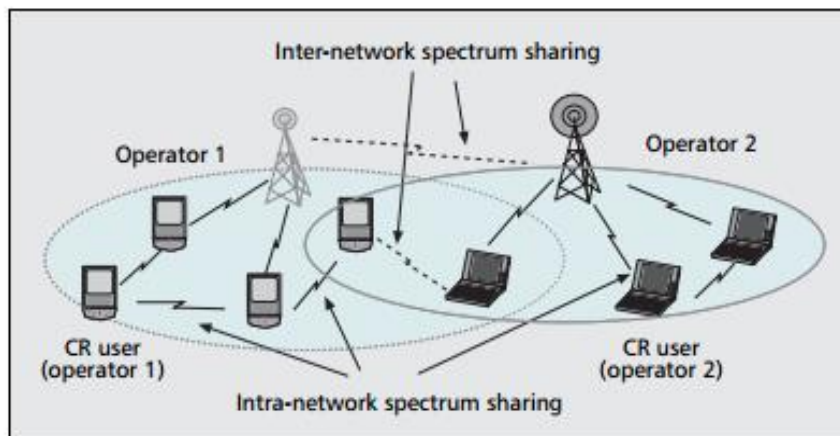 Inter-network spectrum sharing
Operator 1
Operator 2
CR user
(operator 1)
CR user
(operator 2)
Intra-network spectrum sharing